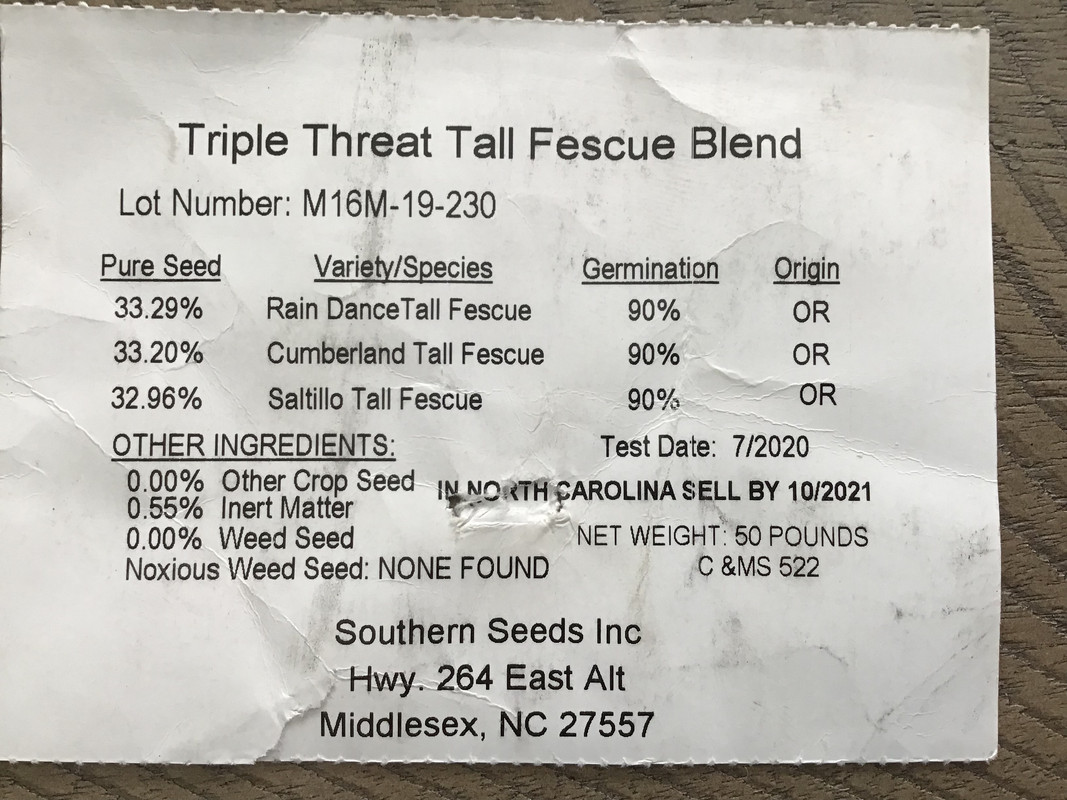 Triple Threat Tall Fescue Blend
Lot Number: M16M-19-230
Pure Seed Variety/Species Germination Origin
33.29% Rain DanceTall Fescue 90% OR
33.20% Cumberland Tall Fescue 90% OR
32.96% Saltillo Tall Fescue 90% OR
OTHER INGREDIENTS: Test Date: 7/2020
0.00% Other Crop Seed IN NORTH CAROLINA SELL BY 10/2021
0.55% Inert Matter
0.00% Weed Seed NET WEIGHT: 50 POUNDS
Noxious Weed Seed: NONE FOUND C &MS 522
Southern Seeds Inc
Hwy. 264 East Alt
Middlesex, NC 27557